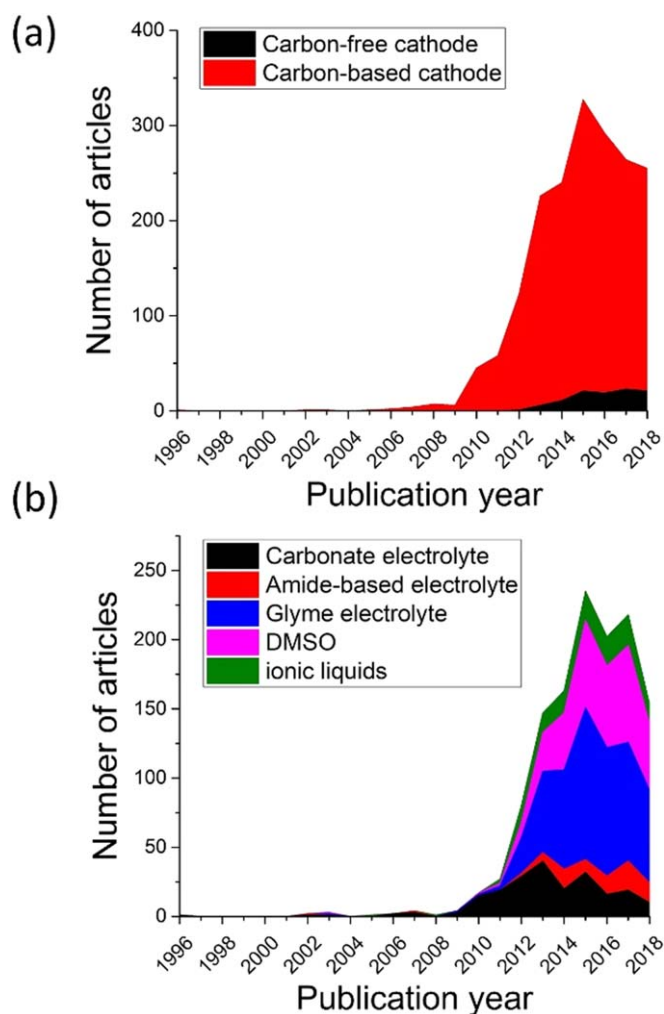 (a)
400
300
200
100
0
Number of articles
Carbon-free cathode
Carbon-based cathode
1996
1998
2000
2002
2004
2006
2008
2010
2012
2014
2016
2018
Publication year
(b)
250
200
150
100
50
0
Number of articles
Carbonate electrolyte
Amide-based electrolyte
Glyme electrolyte
DMSO
ionic liquids
1996
1998
2000
2002
2004
2006
2008
2010
2012
2014
2016
2018
Publication year